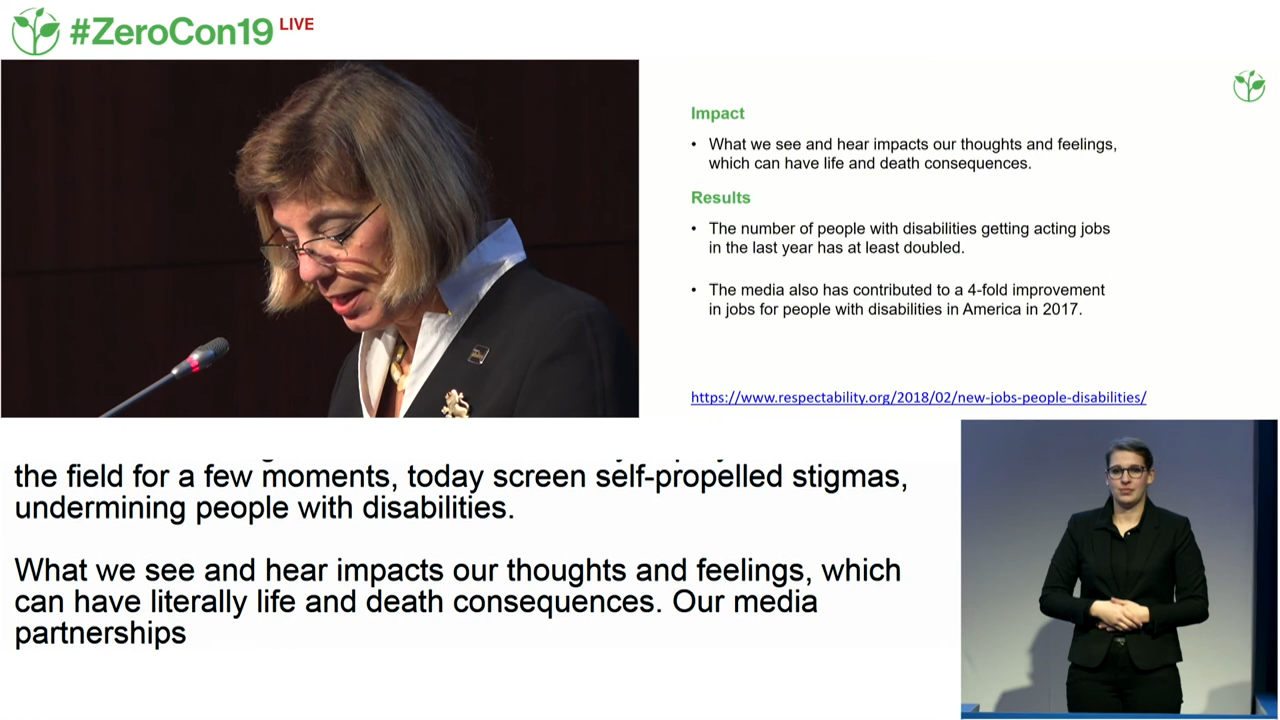 #ZeroCon19 LIVE
Impact
• What we see and hear impacts our thoughts and feelings,
which can have life and death consequences.
Results
• The number of people with disabilities getting acting jobs
in the last year has at least doubled.
• The media also has contributed to a 4-fold improvement
in jobs for people with disabilities in America in 2017.
https://www.respectability.org/2018/02/new-jobs-people-disabilities/
the field for a few moments, today screen self-propelled stigmas,
undermining people with disabilities.
What we see and hear impacts our thoughts and feelings, which
can have literally life and death consequences. Our media
partnerships